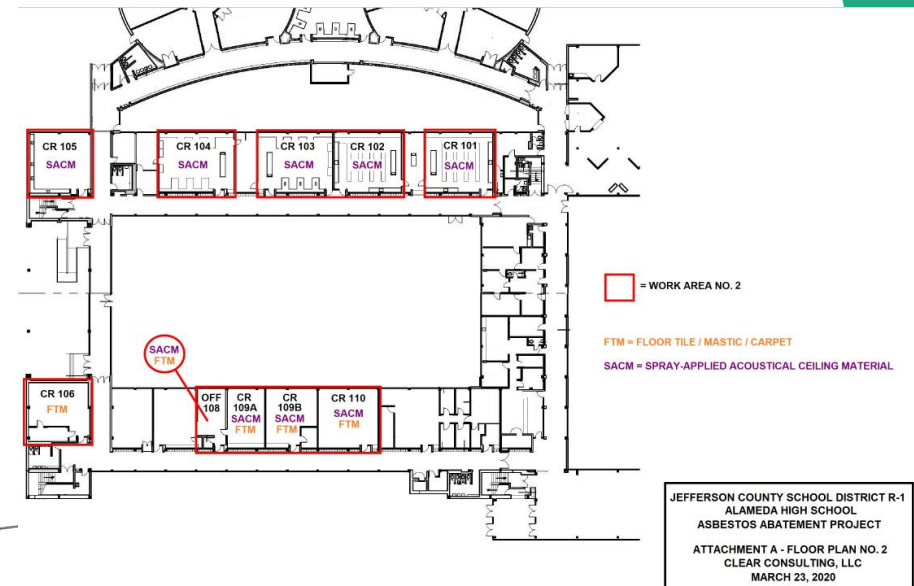 CR 105
SACM
CR 104
SACM
CR 103
SACM
CR 102
SACM
CR 101
SACM
= WORK AREA NO. 2
FTM = FLOOR TILE / MASTIC / CARPET
SACM = SPRAY-APPLIED ACOUSTICAL CEILING MATERIAL
SACM
FTM
CR 106
FTM
OFF
108
CR
109A
SACM
FTM
CR
109B
SACM
FTM
CR 110
SACM
FTM
JEFFERSON COUNTY SCHOOL DISTRICT R-1
ALAMEDA HIGH SCHOOL
ASBESTOS ABATEMENT PROJECT
ATTACHMENT A - FLOOR PLAN NO. 2
CLEAR CONSULTING, LLC
MARCH 23, 2020